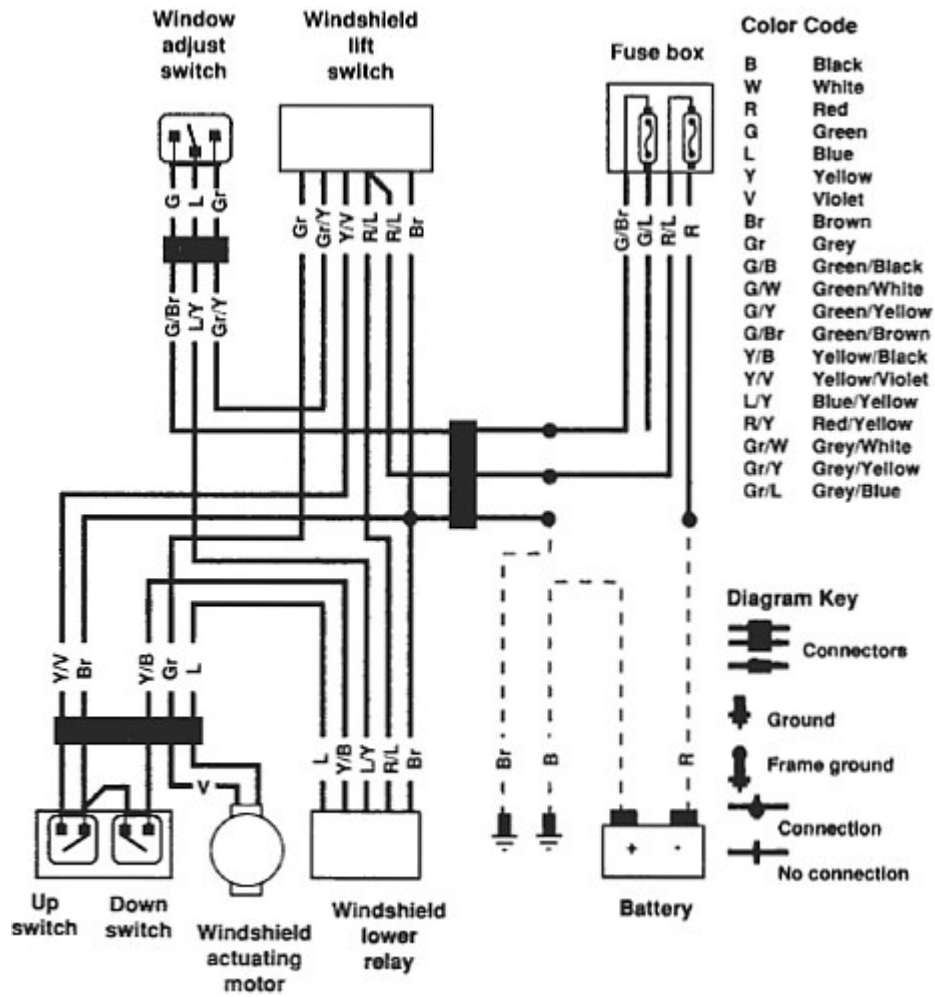 Window
adjust
switch
Windshield
lift
switch
Fuse box
G
L
Gr
Gr
Gr/Y
Y/V
R/L
R/L
Br
G/Br
G/L
R/L
R
G/Br
L/Y
Gr/Y
Color Code
B Black
W White
R Red
G Green
L Blue
Y Yellow
V Violet
Br Brown
Gr Grey
G/B Green/Black
G/W Green/White
G/Y Green/Yellow
G/Br Green/Brown
Y/B Yellow/Black
Y/V Yellow/Violet
L/Y Blue/Yellow
R/Y Red/Yellow
Gr/W Grey/White
Gr/Y Grey/Yellow
Gr/L Grey/Blue
Y/V
Br
Y/B
Gr
L
L
V
L
Y/B
L/Y
R/L
Br
Br
B
R
+
-
Up
switch
Down
switch
Windshield
actuating
motor
Windshield
lower
relay
Battery
Diagram Key
Connectors
Ground
Frame ground
Connection
No connection